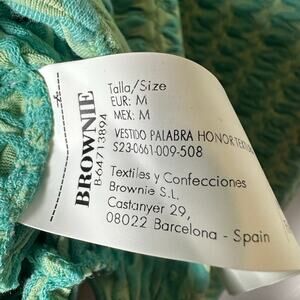 BROWNIE
B-64713894
Talla/Size
EUR: M
MEX: M
VESTIDO PALABRA HONOR
S23-0661-009-508
Textiles y Confecciones
Brownie S.L.
Castanyer 29,
08022 Barcelona - Spain